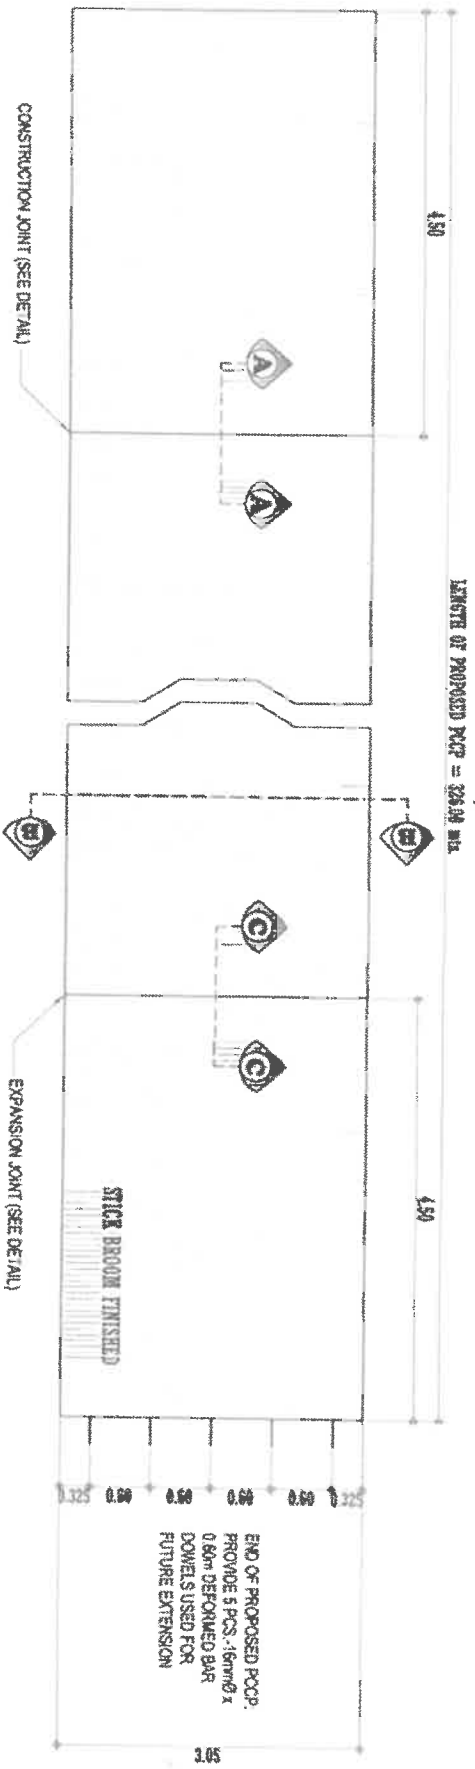 LENGTH OF PROPOSED PCCP = 326.00 mts.
4.50
4.50
A
A
B
B
C
C
CONSTRUCTION JOINT (SEE DETAIL)
EXPANSION JOINT (SEE DETAIL)
STICK BROOM FINISHED
0.325
0.60
0.60
0.60
0.60
0.325
3.05
END OF PROPOSED PCCP.
PROVIDE 5 PCS.-16mmØ x
0.60m DEFORMED BAR
DOWELS USED FOR
FUTURE EXTENSION